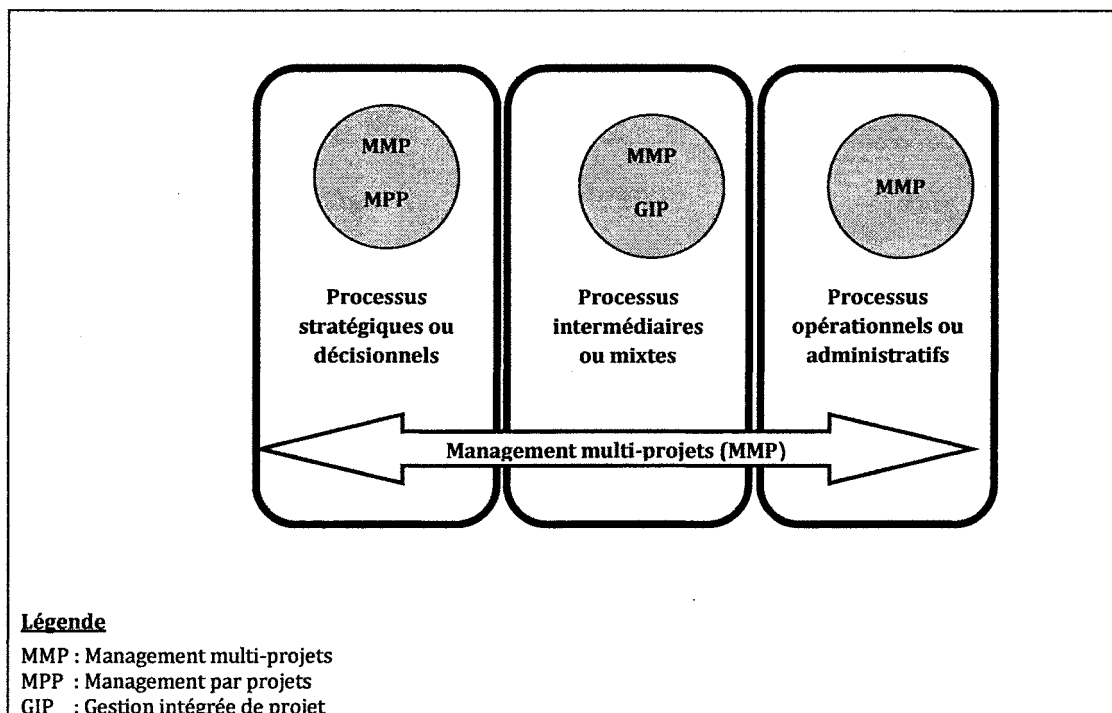 MMP
MPP
Processus
stratégiques ou
décisionnels
MMP
GIP
Processus
intermédiaires
ou mixtes
MMP
Processus
opérationnels ou
administratifs
Management multi-projets (MMP)
Légende
MMP : Management multi-projets
MPP : Management par projets
GIP : Gestion intégrée de projet